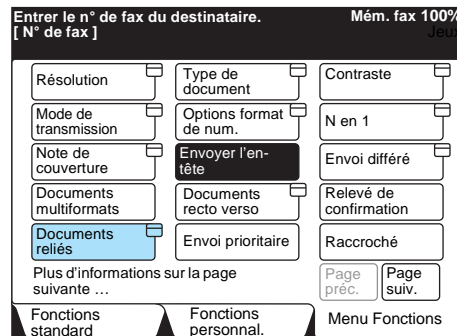 Entrer le n° de fax du destinataire. Mém. fax 100%
[ N° de fax ] Jeu
Résolution
Type de
document
Contraste
Mode de
transmission
Options format
de num.
N en 1
Note de
couverture
Envoyer l'en-
tête
Envoi différé
Documents
multiformats
Documents
recto verso
Relevé de
confirmation
Documents
reliés
Envoi prioritaire
Raccroché
Plus d'informations sur la page
suivante …
Page
préc.
Page
suiv.
Fonctions
standard
Fonctions
personnal.
Menu Fonctions